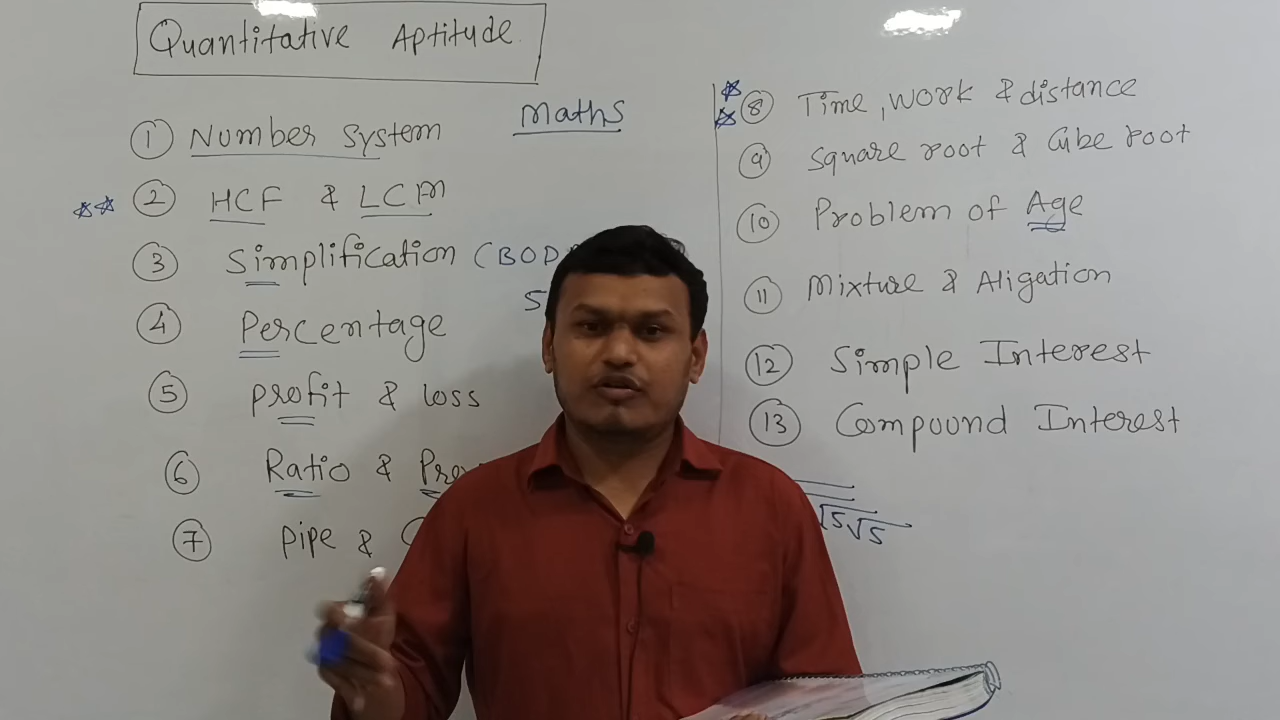 Quantitative Aptitude
Maths
① Number System
② HCF & LCM
③ Simplification (BOD
5
④ Percentage
⑤ profit & loss
⑥ Ratio &
⑦ pipe &
⑧ Time, work & distance
⑨ Square root & Cube root
⑩ Problem of Age
⑪ Mixture & Aligation
⑫ Simple Interest
⑬ Compound Interest
√5√5